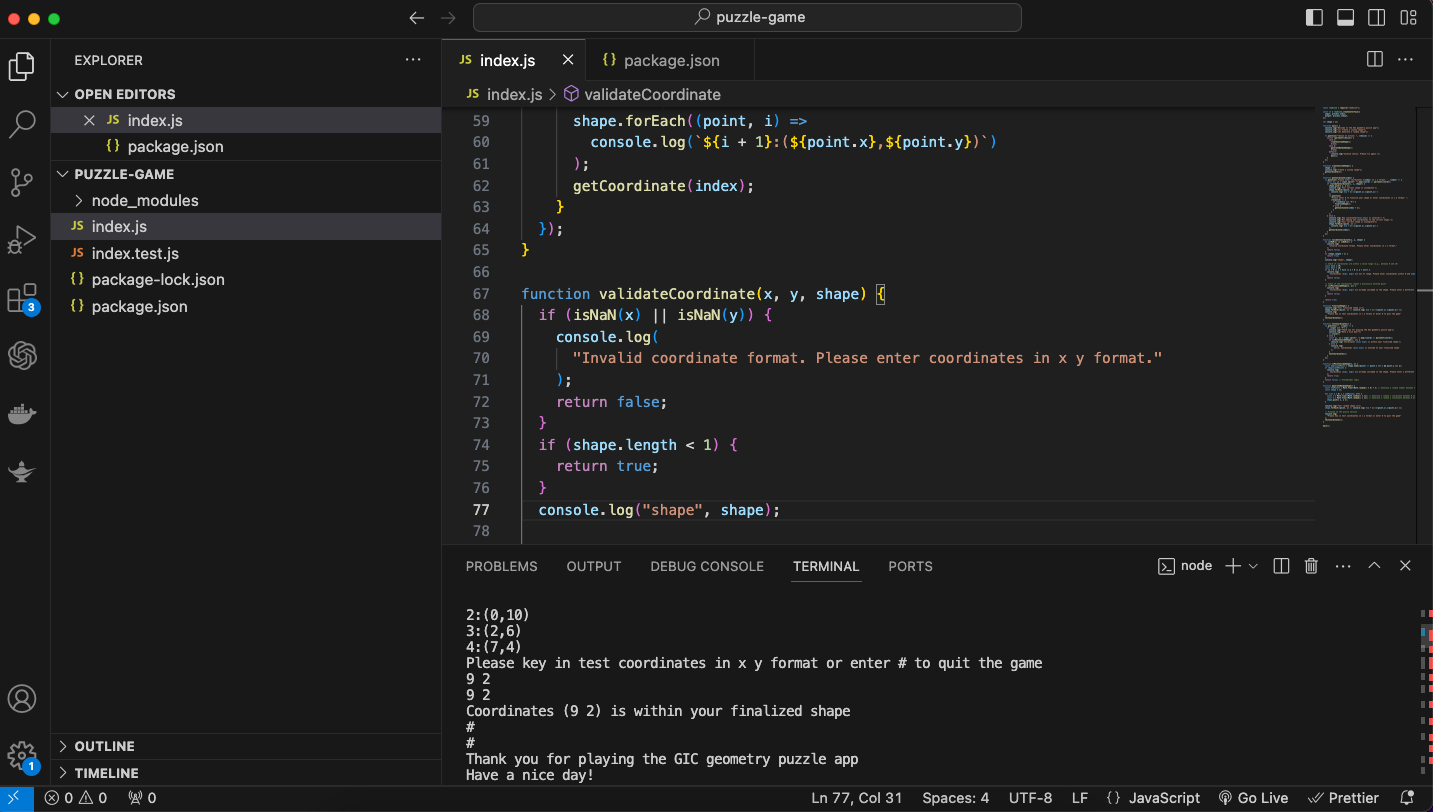 puzzle-game
EXPLORER
OPEN EDITORS
JS index.js
{} package.json
PUZZLE-GAME
node_modules
JS index.js
JS index.test.js
{} package-lock.json
{} package.json
OUTLINE
TIMELINE
3
1
JS index.js
{} package.json
JS index.js > validateCoordinate
59 shape.forEach((point, i) =>
60 console.log(`${i + 1}:(${point.x},${point.y})`)
61 );
62 getCoordinate(index);
63 }
64 });
65 }
66
67 function validateCoordinate(x, y, shape) {
68 if (isNaN(x) || isNaN(y)) {
69 console.log(
70 "Invalid coordinate format. Please enter coordinates in x y format."
71 );
72 return false;
73 }
74 if (shape.length < 1) {
75 return true;
76 }
77 console.log("shape", shape);
78
PROBLEMS OUTPUT DEBUG CONSOLE TERMINAL PORTS
node
2:(0,10)
3:(2,6)
4:(7,4)
Please key in test coordinates in x y format or enter # to quit the game
9 2
9 2
Coordinates (9 2) is within your finalized shape
#
#
Thank you for playing the GIC geometry puzzle app
Have a nice day!
0 0 0 Ln 77, Col 31 Spaces: 4 UTF-8 LF {} JavaScript Go Live Prettier